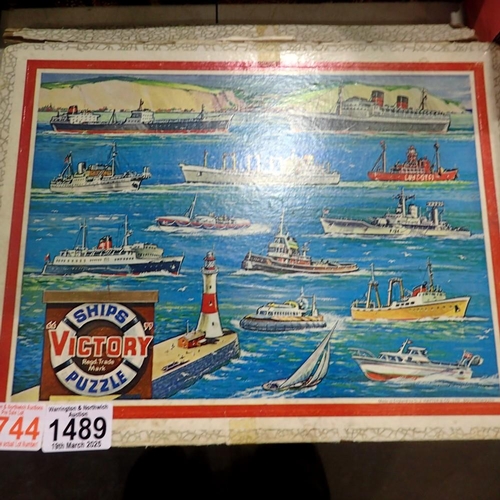 SHIPS
"VICTORY"
Regd. Trade
Mark
PUZZLE
744
Warrington & Northwich
Auction
1489
19th March 2025